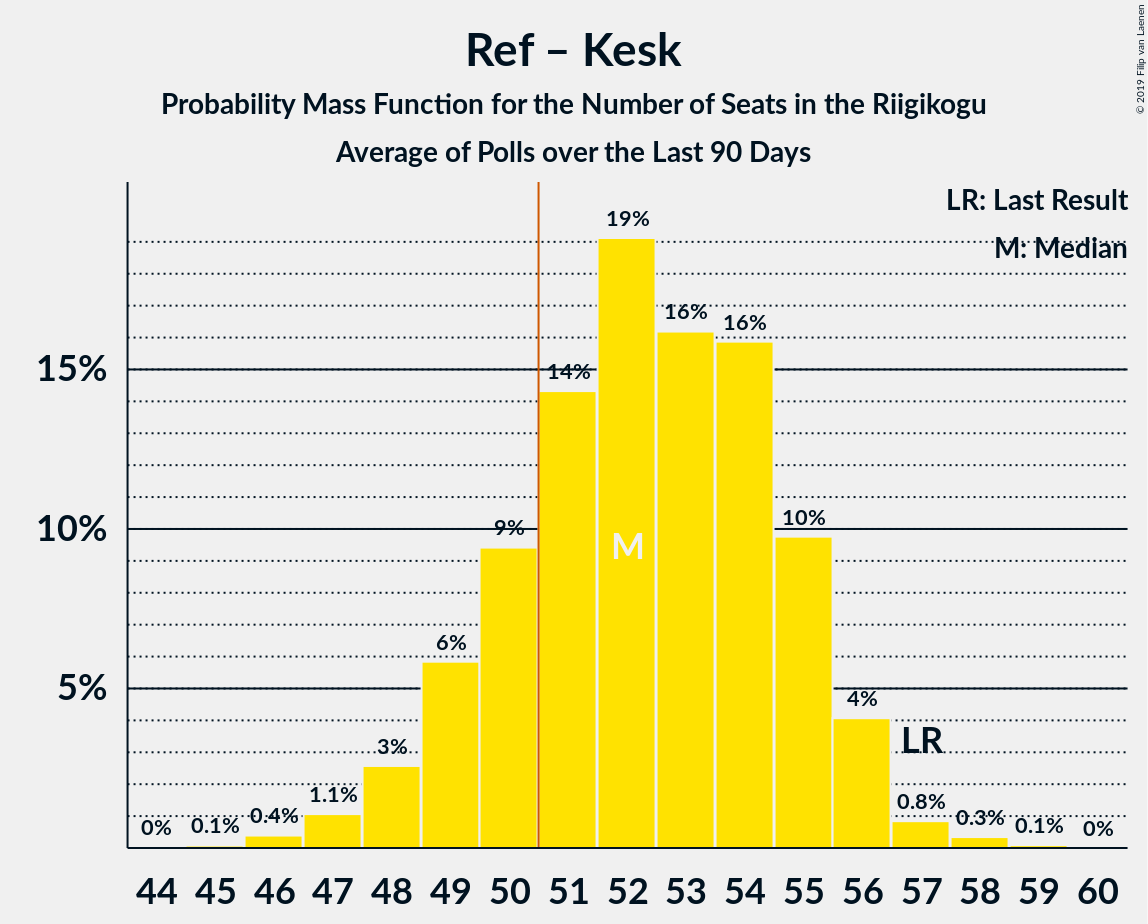 Ref – Kesk
Probability Mass Function for the Number of Seats in the Riigikogu
Average of Polls over the Last 90 Days
© 2019 Filip van Laenen
LR: Last Result
M: Median
19%
16%
16%
15%
14%
10%
10%
9%
M
6%
5%
4%
LR
3%
1.1%
0.8%
0.4%
0.3%
0%
0.1%
0.1%
0%
44 45 46 47 48 49 50 51 52 53 54 55 56 57 58 59 60